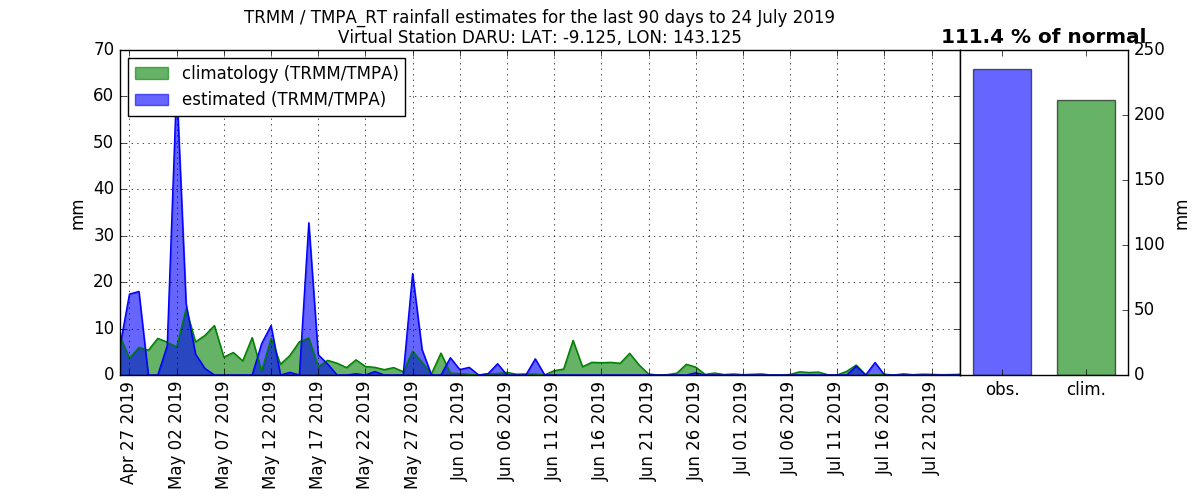 TRMM / TMPA_RT rainfall estimates for the last 90 days to 24 July 2019
Virtual Station DARU: LAT: -9.125, LON: 143.125
111.4 % of normal
climatology (TRMM/TMPA)
estimated (TRMM/TMPA)
70
60
50
40
30
20
10
0
mm
Apr 27 2019
May 02 2019
May 07 2019
May 12 2019
May 17 2019
May 22 2019
May 27 2019
Jun 01 2019
Jun 06 2019
Jun 11 2019
Jun 16 2019
Jun 21 2019
Jun 26 2019
Jul 01 2019
Jul 06 2019
Jul 11 2019
Jul 16 2019
Jul 21 2019
obs.
clim.
250
200
150
100
50
0
mm